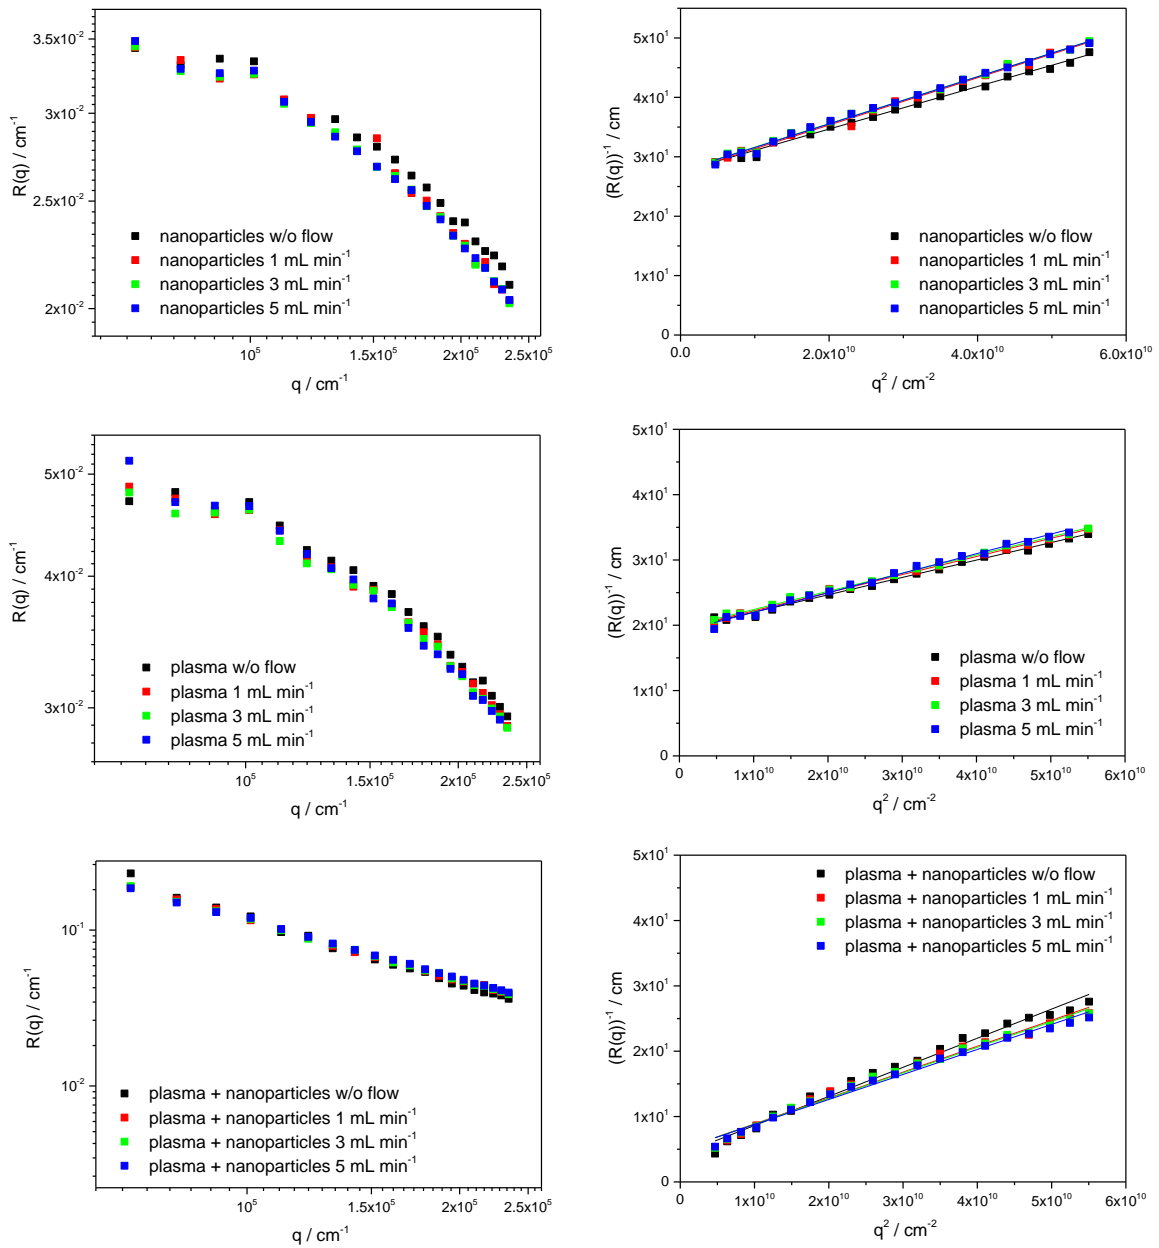 3.5x10⁻²
3x10⁻²
2.5x10⁻²
2x10⁻²
R(q) / cm⁻¹
nanoparticles w/o flow
nanoparticles 1 mL min⁻¹
nanoparticles 3 mL min⁻¹
nanoparticles 5 mL min⁻¹
10⁵ 1.5x10⁵ 2x10⁵ 2.5x10⁵
q / cm⁻¹
5x10¹
4x10¹
3x10¹
2x10¹
1x10¹
0
(R(q))⁻¹ / cm
nanoparticles w/o flow
nanoparticles 1 mL min⁻¹
nanoparticles 3 mL min⁻¹
nanoparticles 5 mL min⁻¹
0.0 2.0x10¹⁰ 4.0x10¹⁰ 6.0x10¹⁰
q² / cm⁻²
5x10⁻²
4x10⁻²
3x10⁻²
R(q) / cm⁻¹
plasma w/o flow
plasma 1 mL min⁻¹
plasma 3 mL min⁻¹
plasma 5 mL min⁻¹
10⁵ 1.5x10⁵ 2x10⁵ 2.5x10⁵
q / cm⁻¹
5x10¹
4x10¹
3x10¹
2x10¹
1x10¹
0
(R(q))⁻¹ / cm
plasma w/o flow
plasma 1 mL min⁻¹
plasma 3 mL min⁻¹
plasma 5 mL min⁻¹
0 1x10¹⁰ 2x10¹⁰ 3x10¹⁰ 4x10¹⁰ 5x10¹⁰ 6x10¹⁰
q² / cm⁻²
10⁻¹
10⁻²
R(q) / cm⁻¹
plasma + nanoparticles w/o flow
plasma + nanoparticles 1 mL min⁻¹
plasma + nanoparticles 3 mL min⁻¹
plasma + nanoparticles 5 mL min⁻¹
10⁵ 1.5x10⁵ 2x10⁵ 2.5x10⁵
q / cm⁻¹
5x10¹
4x10¹
3x10¹
2x10¹
1x10¹
0
(R(q))⁻¹ / cm
plasma + nanoparticles w/o flow
plasma + nanoparticles 1 mL min⁻¹
plasma + nanoparticles 3 mL min⁻¹
plasma + nanoparticles 5 mL min⁻¹
0 1x10¹⁰ 2x10¹⁰ 3x10¹⁰ 4x10¹⁰ 5x10¹⁰ 6x10¹⁰
q² / cm⁻²